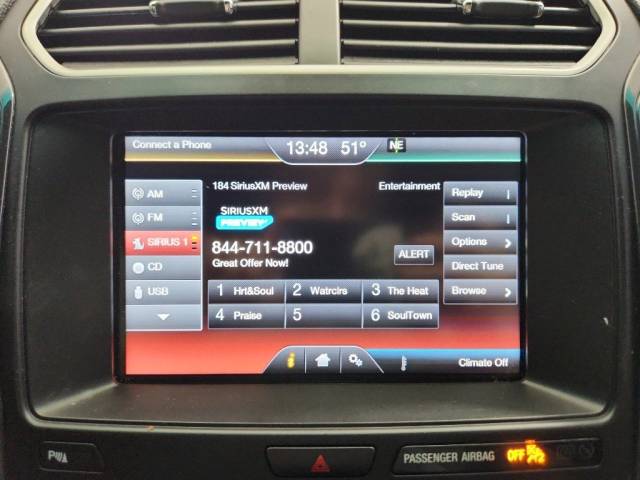 Connect a Phone
13:48 51° NE
184 SiriusXM Preview Entertainment
AM
FM
SIRIUS 1
CD
USB
SIRIUSXM
PREVIEW
844-711-8800
Great Offer Now!
ALERT
1 Hrt&Soul 2 Watrclrs 3 The Heat
4 Praise 5 6 SoulTown
Replay
Scan
Options
Direct Tune
Browse
Climate Off
P
PASSENGER AIRBAG OFF